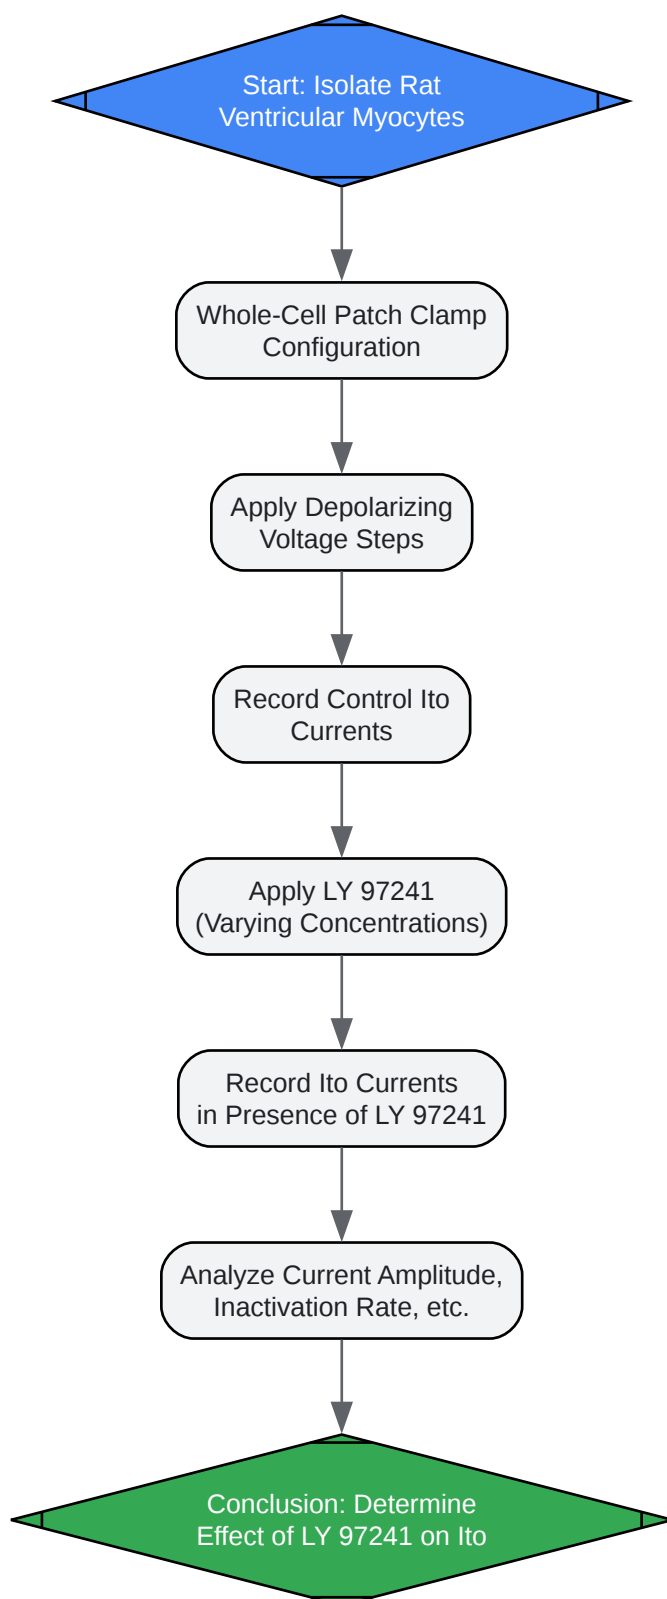 Start: Isolate Rat
Ventricular Myocytes
Whole-Cell Patch Clamp
Configuration
Apply Depolarizing
Voltage Steps
Record Control Ito
Currents
Apply LY 97241
(Varying Concentrations)
Record Ito Currents
in Presence of LY 97241
Analyze Current Amplitude,
Inactivation Rate, etc.
Conclusion: Determine
Effect of LY 97241 on Ito